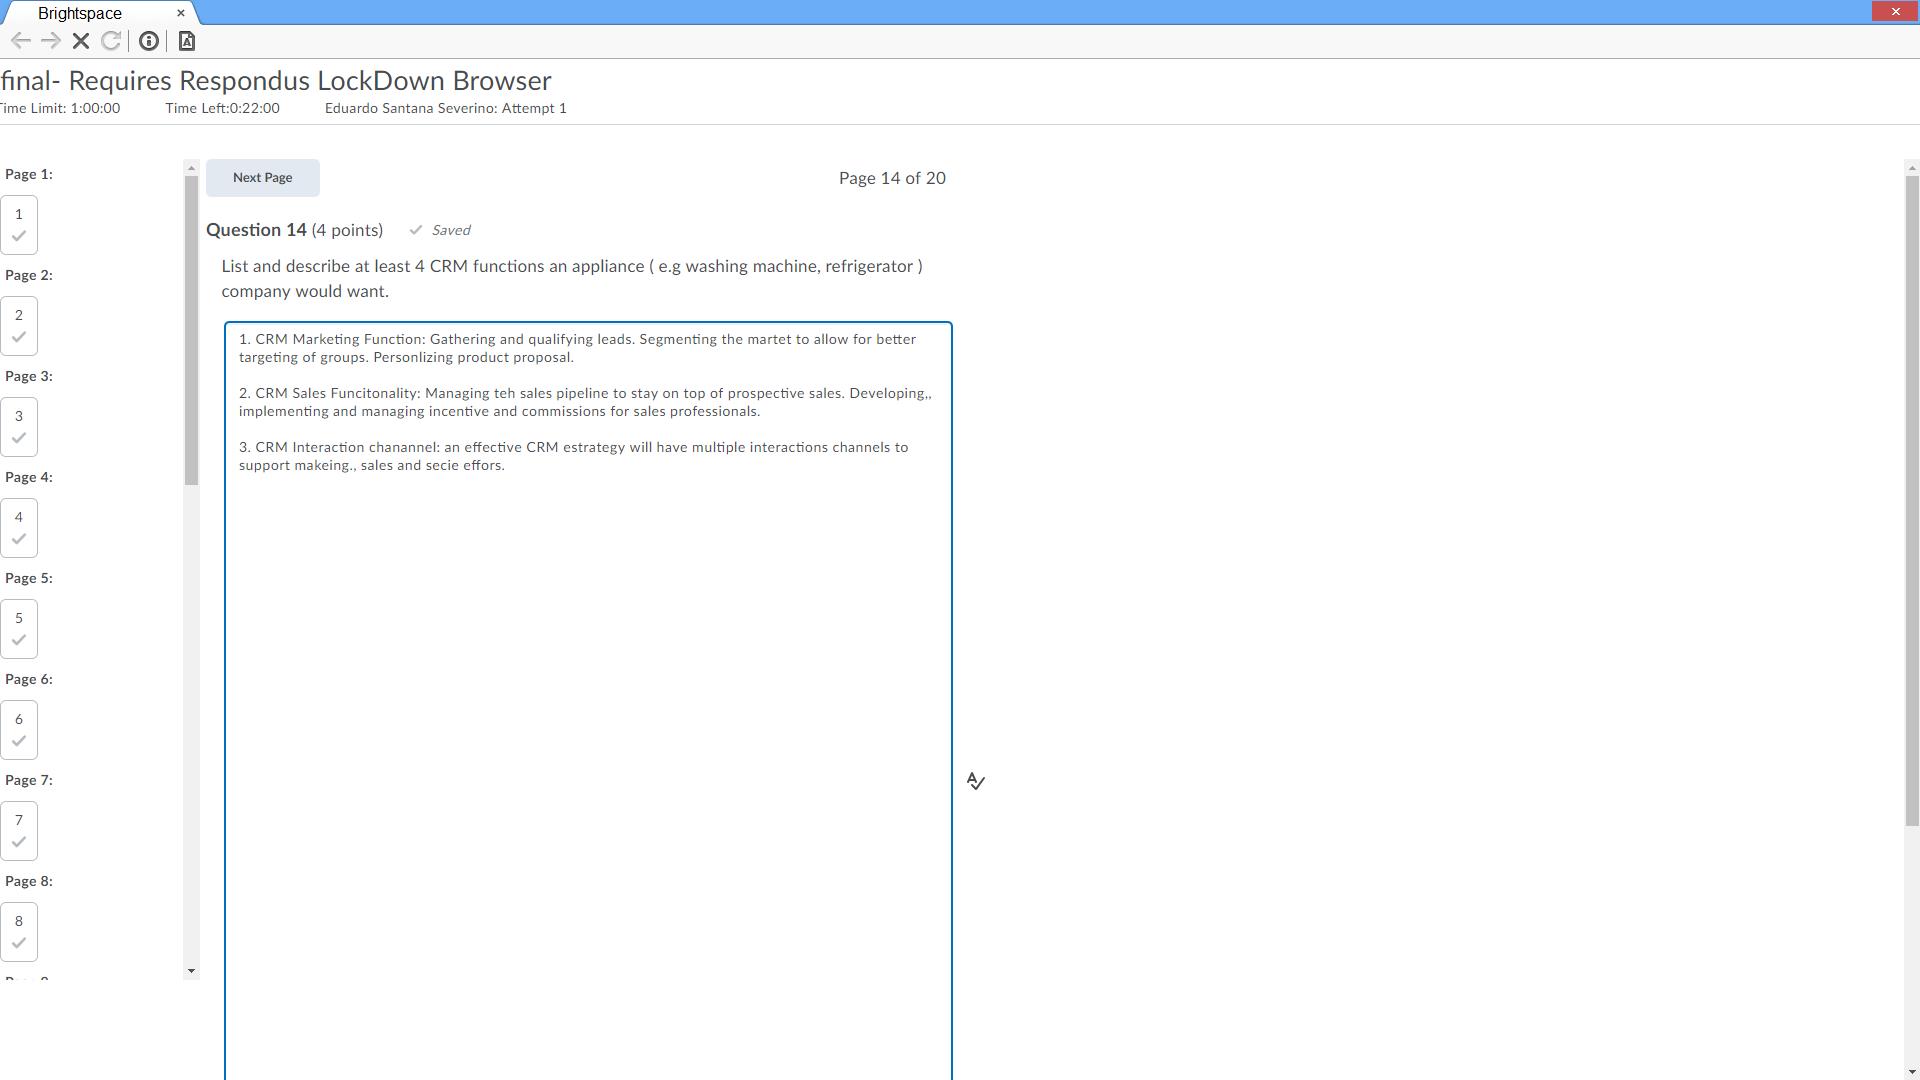 Brightspace
final- Requires Respondus LockDown Browser
Time Limit: 1:00:00 Time Left:0:22:00 Eduardo Santana Severino: Attempt 1
Page 1:
1
Page 2:
2
Page 3:
3
Page 4:
4
Page 5:
5
Page 6:
6
Page 7:
7
Page 8:
8
Next Page
Page 14 of 20
Question 14 (4 points) Saved
List and describe at least 4 CRM functions an appliance ( e.g washing machine, refrigerator )
company would want.
1. CRM Marketing Function: Gathering and qualifying leads. Segmenting the martet to allow for better
targeting of groups. Personlizing product proposal.
2. CRM Sales Funcitonality: Managing teh sales pipeline to stay on top of prospective sales. Developing,,
implementing and managing incentive and commissions for sales professionals.
3. CRM Interaction chanannel: an effective CRM estrategy will have multiple interactions channels to
support makeing., sales and secie effors.